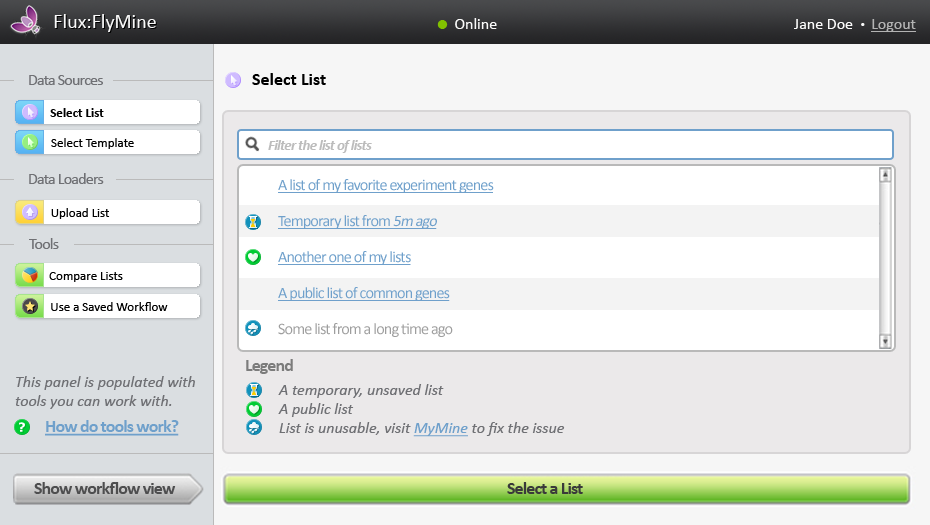 Flux:FlyMine
Online
Jane Doe • Logout
Data Sources
Select List
Select Template
Data Loaders
Upload List
Tools
Compare Lists
Use a Saved Workflow
This panel is populated with
tools you can work with.
? How do tools work?
Show workflow view
Select List
Filter the list of lists
A list of my favorite experiment genes
Temporary list from 5m ago
Another one of my lists
A public list of common genes
Some list from a long time ago
Legend
A temporary, unsaved list
A public list
List is unusable, visit MyMine to fix the issue
Select a List